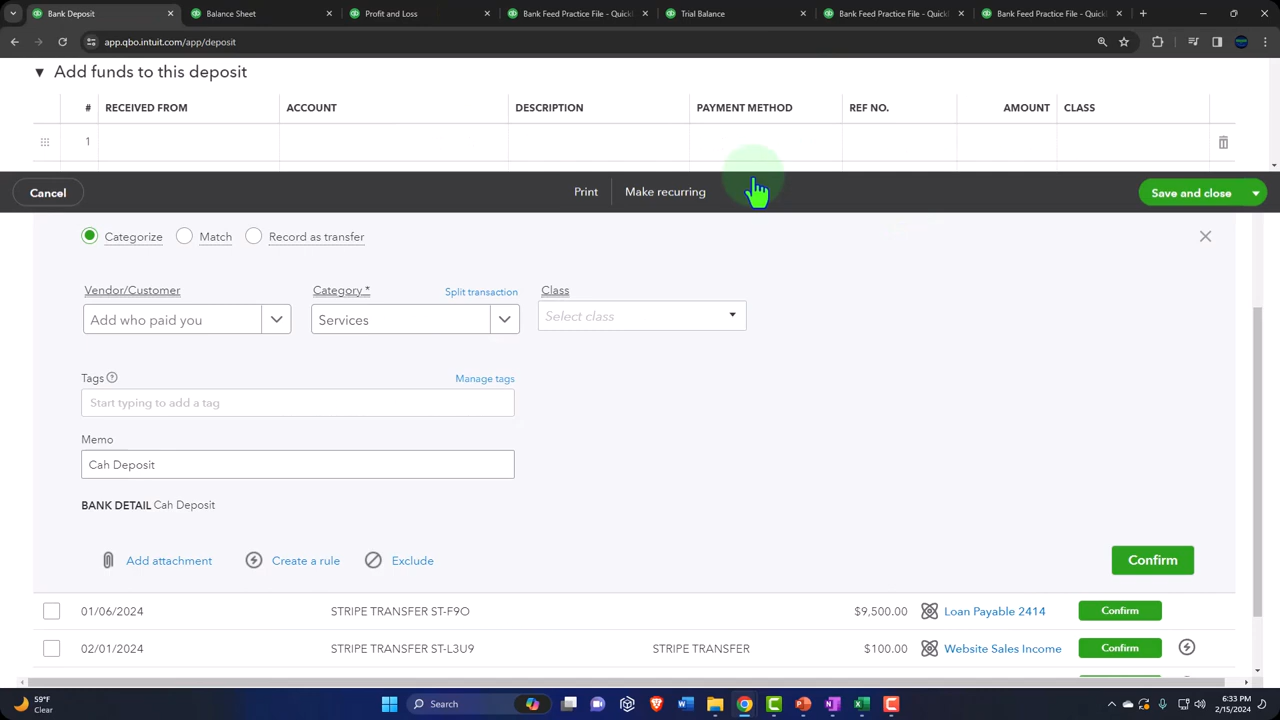 Bank Deposit
Balance Sheet
Profit and Loss
Bank Feed Practice File - QuickE
Trial Balance
Bank Feed Practice File - QuickE
Bank Feed Practice File - QuickE
app.qbo.intuit.com/app/deposit
Add funds to this deposit
# RECEIVED FROM ACCOUNT DESCRIPTION PAYMENT METHOD REF NO. AMOUNT CLASS
1
Cancel Print Make recurring Save and close
Categorize Match Record as transfer
Vendor/Customer Category * Split transaction Class
Add who paid you Services Select class
Tags Manage tags
Start typing to add a tag
Memo
Cah Deposit
BANK DETAIL Cah Deposit
Add attachment Create a rule Exclude Confirm
01/06/2024 STRIPE TRANSFER ST-F9O $9,500.00 Loan Payable 2414 Confirm
02/01/2024 STRIPE TRANSFER ST-L3U9 STRIPE TRANSFER $100.00 Website Sales Income Confirm
59°F
Cloudy
Search
6:33 PM
2/15/2024